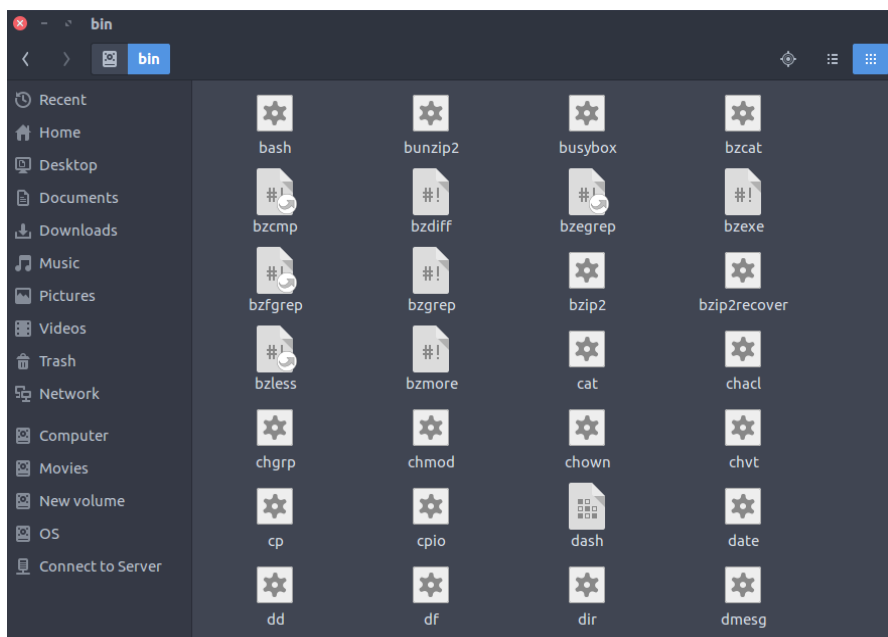 bin
bin
Recent
Home
Desktop
Documents
Downloads
Music
Pictures
Videos
Trash
Network
Computer
Movies
New volume
OS
Connect to Server
bash bunzip2 busybox bzcat
#! #! #! #!
bzcmp bzdiff bzegrep bzexe
#! #!
bzfgrep bzgrep bzip2 bzip2recover
#! #!
bzless bzmore cat chacl
chgrp chmod chown chvt
cp cpio dash date
dd df dir dmesg